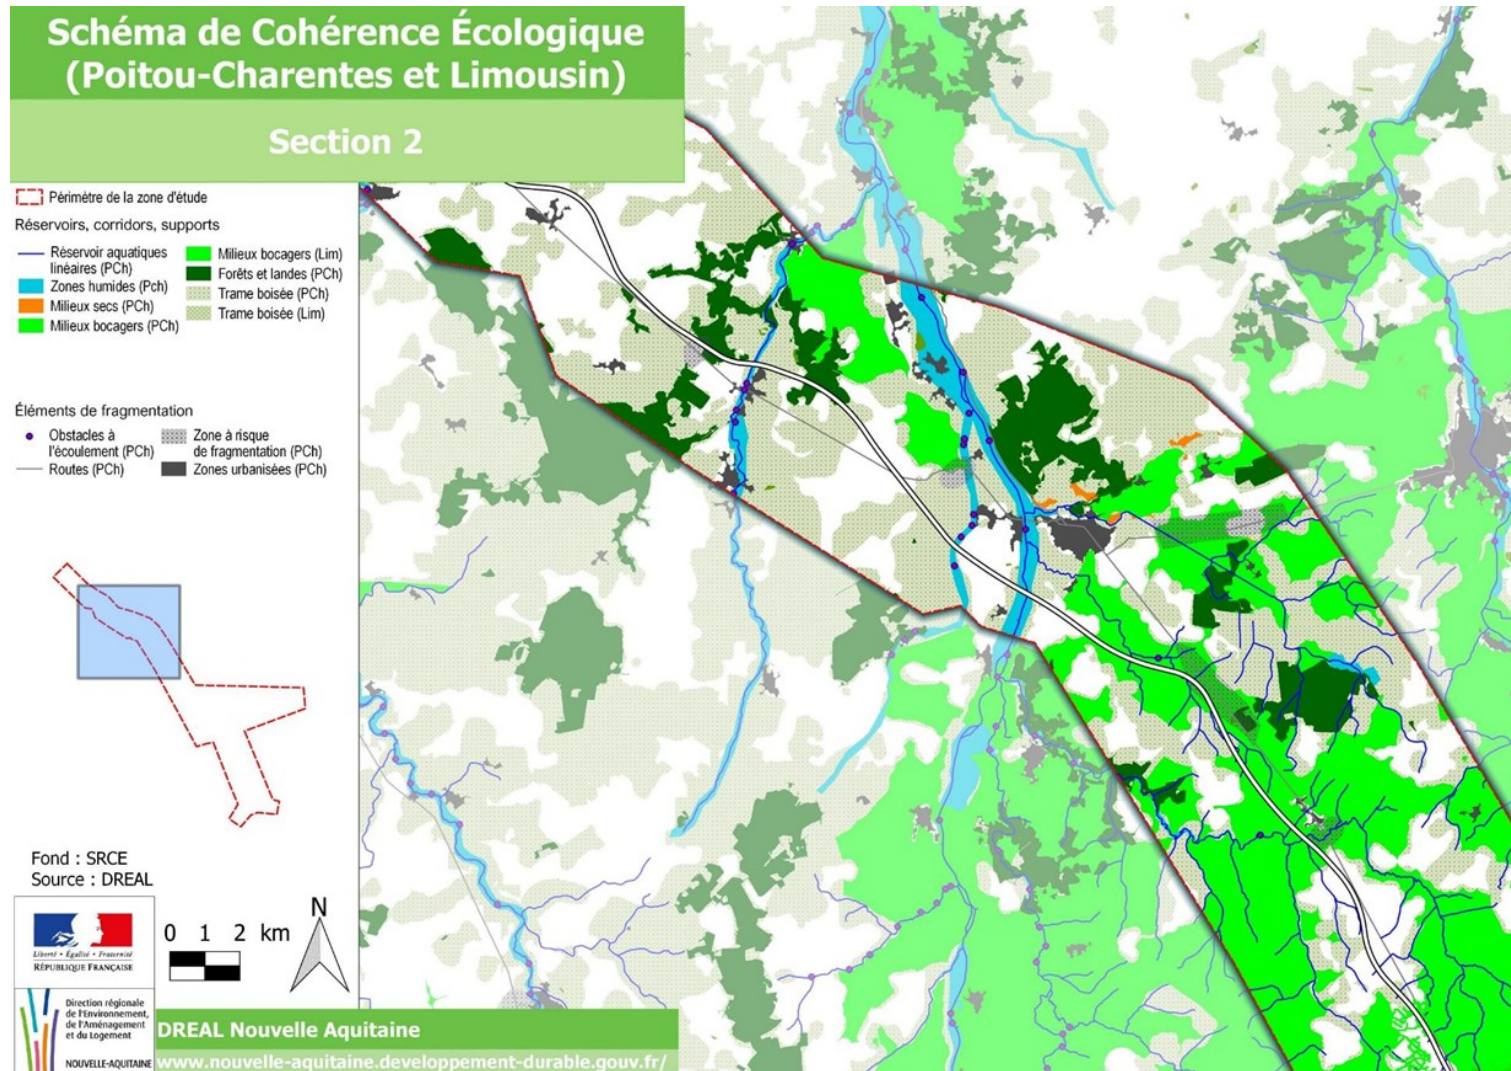 Schéma de Cohérence Écologique
(Poitou-Charentes et Limousin)
Section 2
Périmètre de la zone d'étude
Réservoirs, corridors, supports
Réservoir aquatiques
linéaires (PCh)
Zones humides (Pch)
Milieux secs (PCh)
Milieux bocagers (PCh)
Milieux bocagers (Lim)
Forêts et landes (PCh)
Trame boisée (PCh)
Trame boisée (Lim)
Éléments de fragmentation
Obstacles à
l'écoulement (PCh)
Routes (PCh)
Zone à risque
de fragmentation (PCh)
Zones urbanisées (PCh)
Fond : SRCE
Source : DREAL
Liberté • Égalité • Fraternité
RÉPUBLIQUE FRANÇAISE
0 1 2 km
N
Direction régionale
de l'Environnement,
de l'Aménagement
et du Logement
NOUVELLE-AQUITAINE
DREAL Nouvelle Aquitaine
www.nouvelle-aquitaine.developpement-durable.gouv.fr/